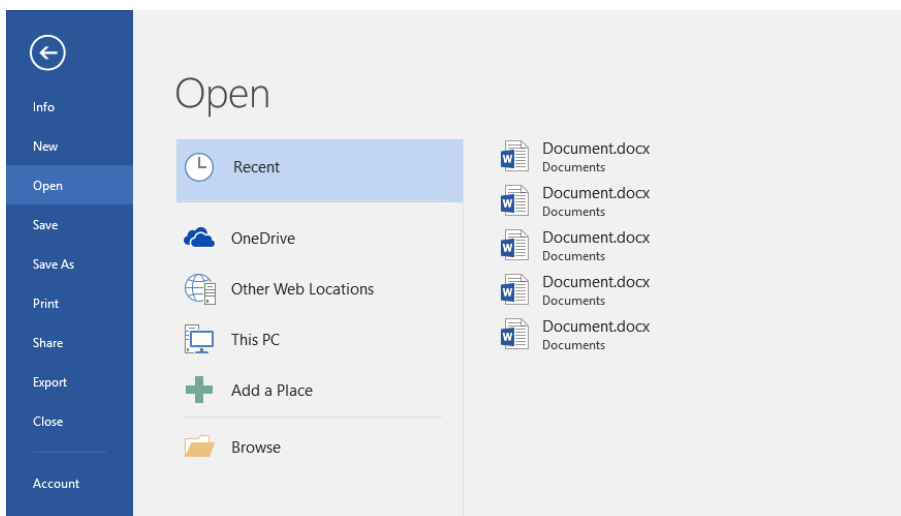 Info
New
Open
Save
Save As
Print
Share
Export
Close
Account
Open
Recent
OneDrive
Other Web Locations
This PC
Add a Place
Browse
Document.docx
Documents
Document.docx
Documents
Document.docx
Documents
Document.docx
Documents
Document.docx
Documents